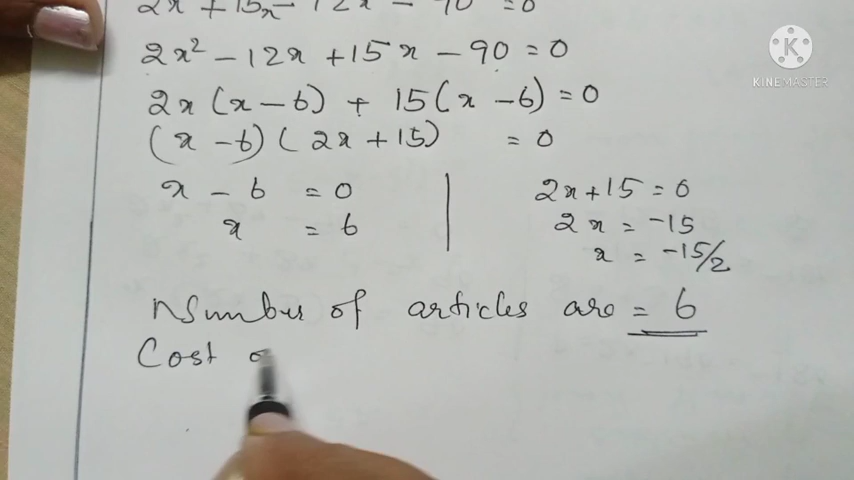 2x² - 12x + 15x - 90 = 0
2x (x - 6) + 15 (x - 6) = 0
(x - 6) (2x + 15) = 0
x - 6 = 0
x = 6
2x + 15 = 0
2x = -15
x = -15/2
Number of articles are = 6
Cost o
K
KINEMASTER